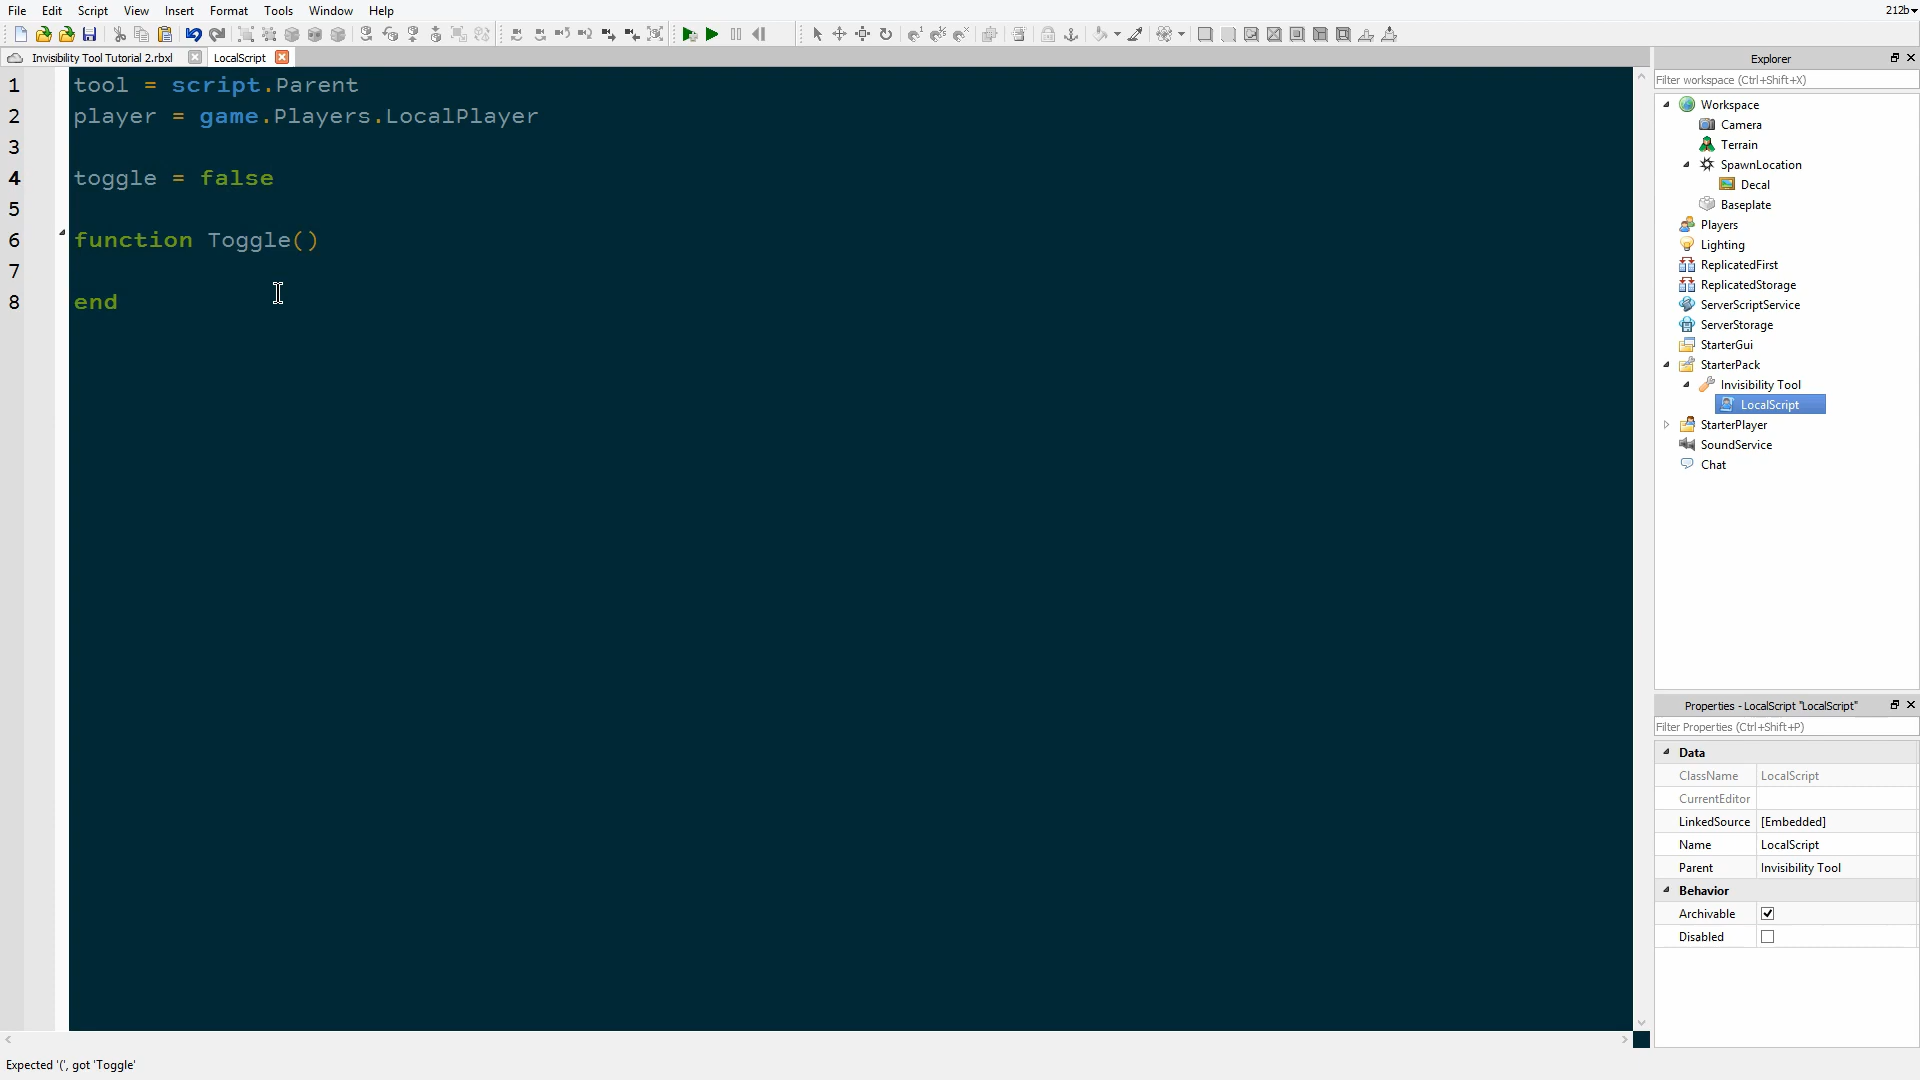 File Edit Script View Insert Format Tools Window Help 212b
Invisibility Tool Tutorial 2.rbxl LocalScript
1 tool = script.Parent
2 player = game.Players.LocalPlayer
3
4 toggle = false
5
6 function Toggle()
7
8 end
Expected '(', got 'Toggle'
Explorer
Filter workspace (Ctrl+Shift+X)
Workspace
Camera
Terrain
SpawnLocation
Decal
Baseplate
Players
Lighting
ReplicatedFirst
ReplicatedStorage
ServerScriptService
ServerStorage
StarterGui
StarterPack
Invisibility Tool
LocalScript
StarterPlayer
SoundService
Chat
Properties - LocalScript "LocalScript"
Filter Properties (Ctrl+Shift+P)
Data
ClassName LocalScript
CurrentEditor
LinkedSource [Embedded]
Name LocalScript
Parent Invisibility Tool
Behavior
Archivable
Disabled